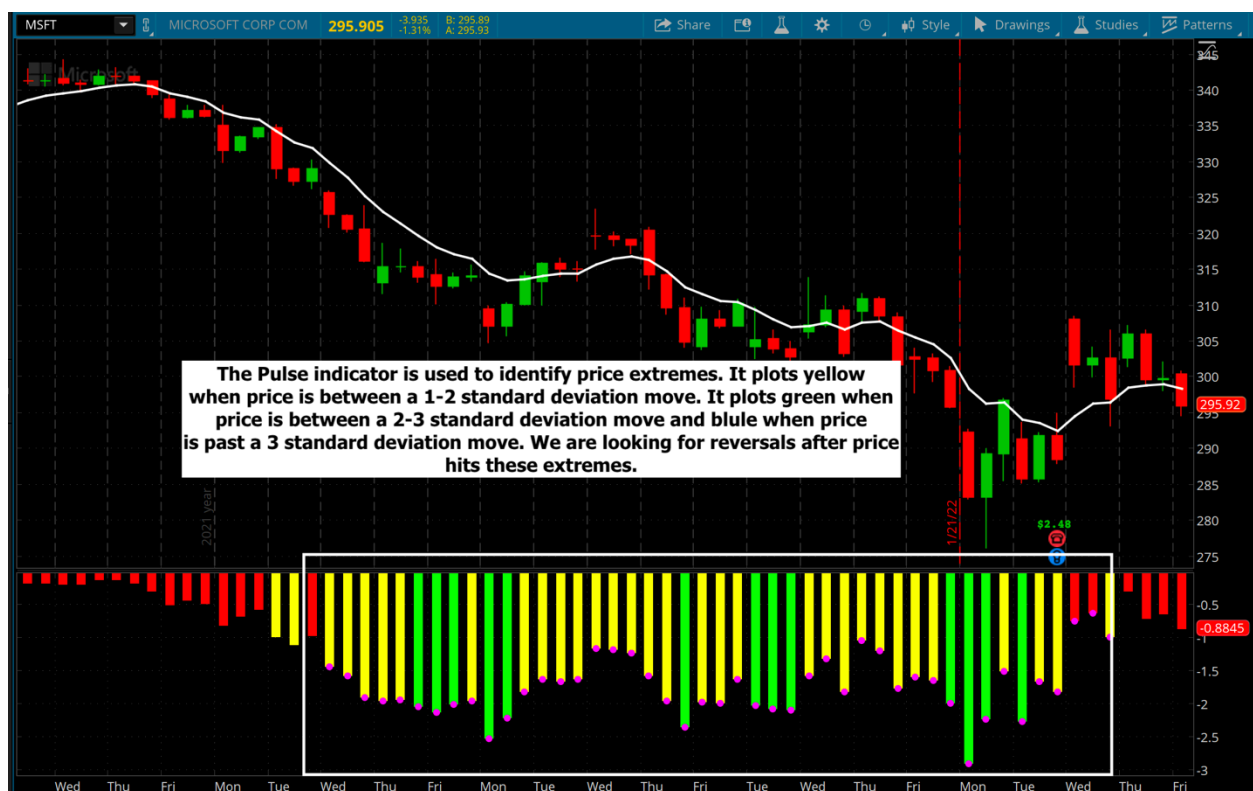 MSFT MICROSOFT CORP COM 295.905 -3.935 B: 295.89 Share Style Drawings Studies Patterns
-1.31% A: 295.93
Microsoft
345
340
335
330
325
320
315
310
305
300
295.92
295
290
285
280
275
The Pulse indicator is used to identify price extremes. It plots yellow
when price is between a 1-2 standard deviation move. It plots green when
price is between a 2-3 standard deviation move and blule when price
is past a 3 standard deviation move. We are looking for reversals after price
hits these extremes.
2021 year
1/21/22
$2.48
-0.5
-0.8845
-1
-1.5
-2
-2.5
-3
Wed Thu Fri Mon Tue Wed Thu Fri Mon Tue Wed Thu Fri Tue Wed Thu Fri Mon Tue Wed Thu Fri